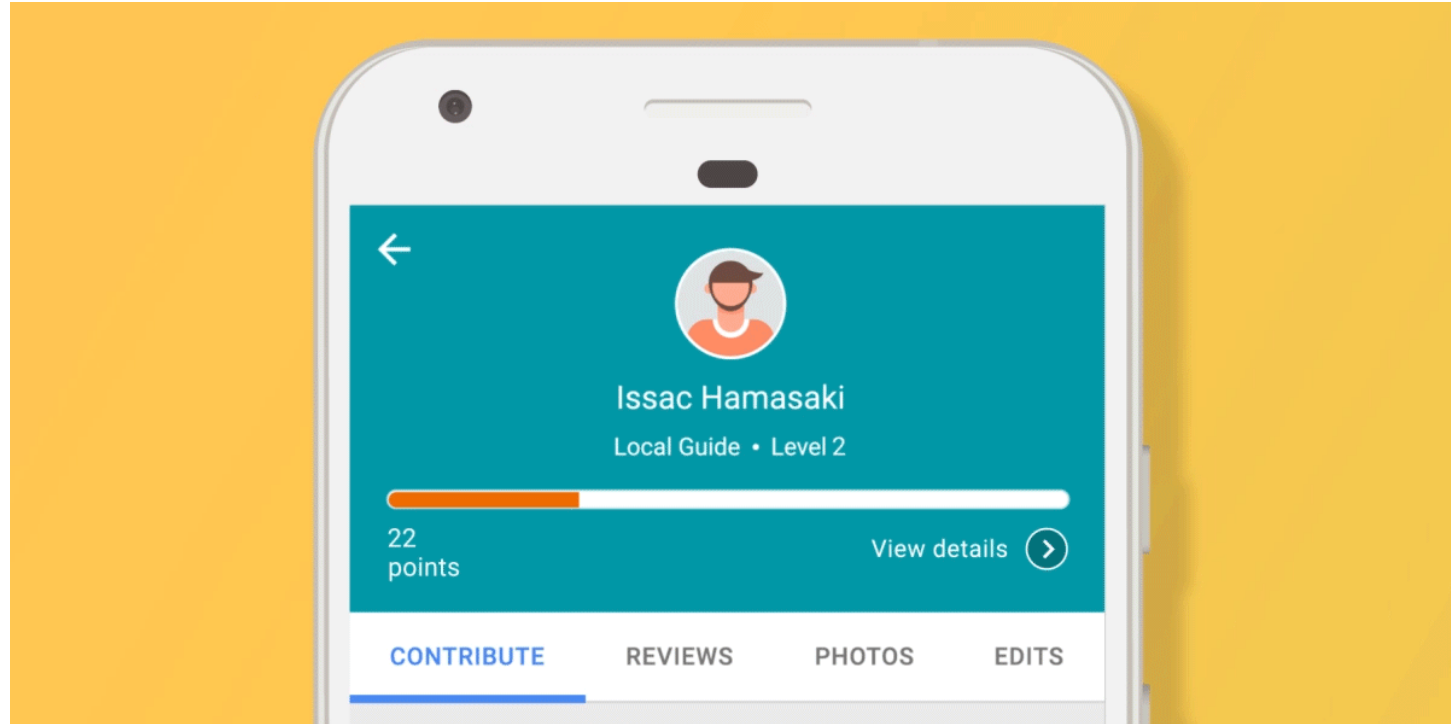 Issac Hamasaki
Local Guide • Level 2
22
points
View details
CONTRIBUTE REVIEWS PHOTOS EDITS